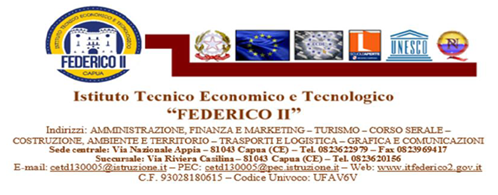 ISTITUTO TECNICO ECONOMICO E TECNOLOGICO
FEDERICO II
CAPUA
UNESCO
Istituto Tecnico Economico e Tecnologico
“FEDERICO II”
Indirizzi: AMMINISTRAZIONE, FINANZA E MARKETING – TURISMO – CORSO SERALE –
COSTRUZIONE, AMBIENTE E TERRITORIO – TRASPORTI E LOGISTICA – GRAFICA E COMUNICAZIONI
Sede centrale: Via Nazionale Appia – 81043 Capua (CE) – Tel. 0823622979 – Fax 0823969417
Succursale: Via Riviera Casilina – 81043 Capua (CE) – Tel. 0823620156
E-mail: cetd130005@istruzione.it – PEC: cetd130005@pec.istruzione.it – Web: www.itfederico2.gov.it
C.F. 93028180615 – Codice Univoco: UFAV6V